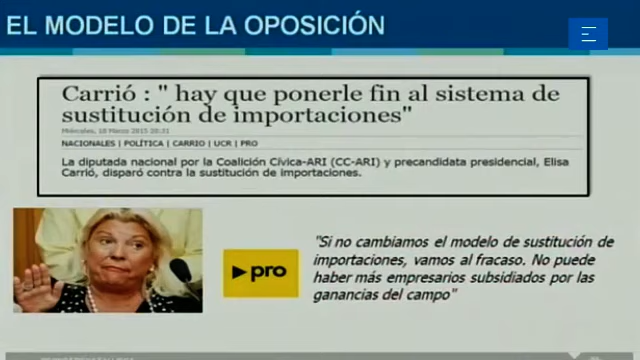 EL MODELO DE LA OPOSICIÓN
Carrió : " hay que ponerle fin al sistema de
sustitución de importaciones"
Miércoles, 18 Marzo 2015 20:31
NACIONALES | POLÍTICA | CARRIO | UCR | PRO
La diputada nacional por la Coalición Cívica-ARI (CC-ARI) y precandidata presidencial, Elisa
Carrió, disparó contra la sustitución de importaciones.
pro
"Si no cambiamos el modelo de sustitución de
importaciones, vamos al fracaso. No puede
haber más empresarios subsidiados por las
ganancias del campo"